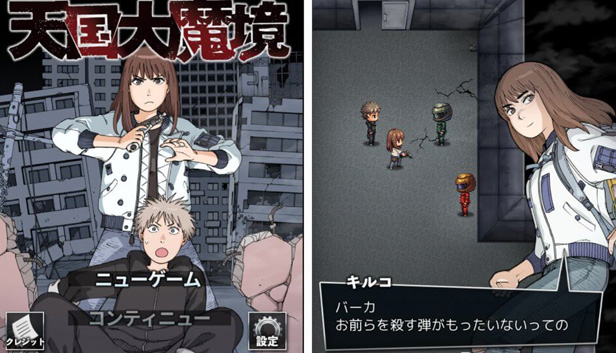 天国大魔境
ニューゲーム
コンティニュー
クレジット
設定
キルコ
バーカ
お前らを殺す弾がもったいないっての